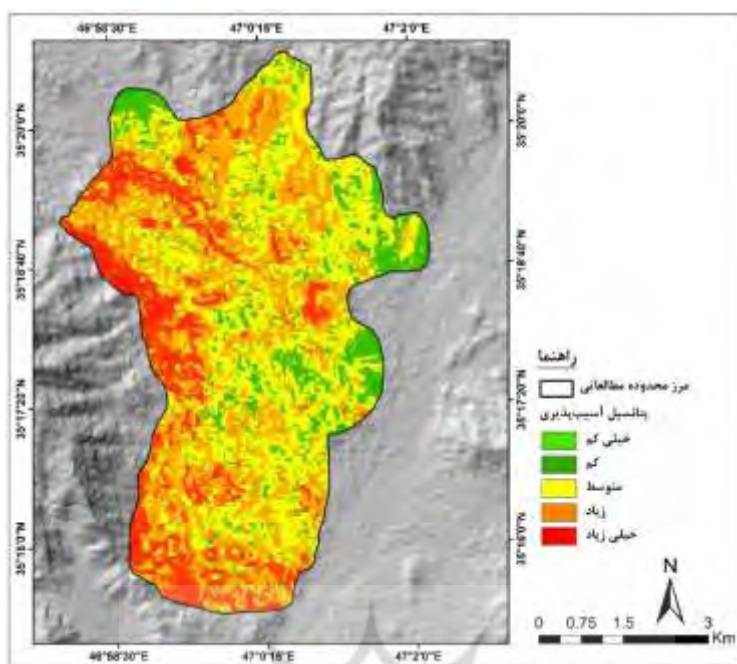 46°58'30"E 47°0'16"E 47°2'0"E
35°20'0"N 35°20'0"N
35°18'40"N 35°18'40"N
راهنما
مرز محدوده مطالعاتی
پتانسیل آسیب‌پذیری
خیلی کم
کم
متوسط
زیاد
خیلی زیاد
35°17'20"N 35°17'20"N
35°16'0"N 35°16'0"N
N
0 0.75 1.5 3
Km
46°58'30"E 47°0'16"E 47°2'0"E